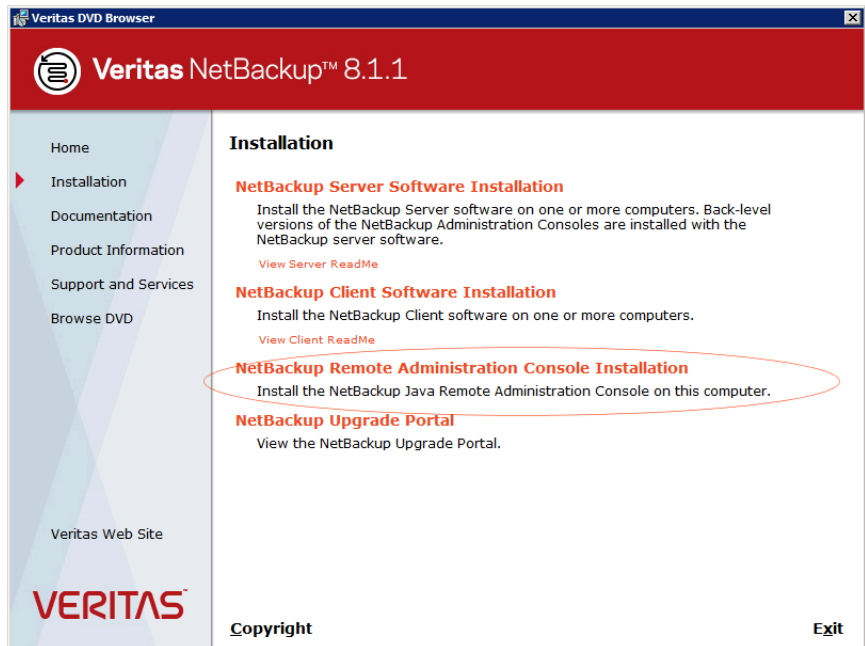 Veritas DVD Browser
Veritas NetBackup™ 8.1.1
Home
Installation
Documentation
Product Information
Support and Services
Browse DVD
Veritas Web Site
VERITAS™
Installation
NetBackup Server Software Installation
Install the NetBackup Server software on one or more computers. Back-level
versions of the NetBackup Administration Consoles are installed with the
NetBackup server software.
View Server ReadMe
NetBackup Client Software Installation
Install the NetBackup Client software on one or more computers.
View Client ReadMe
NetBackup Remote Administration Console Installation
Install the NetBackup Java Remote Administration Console on this computer.
NetBackup Upgrade Portal
View the NetBackup Upgrade Portal.
Copyright
Exit